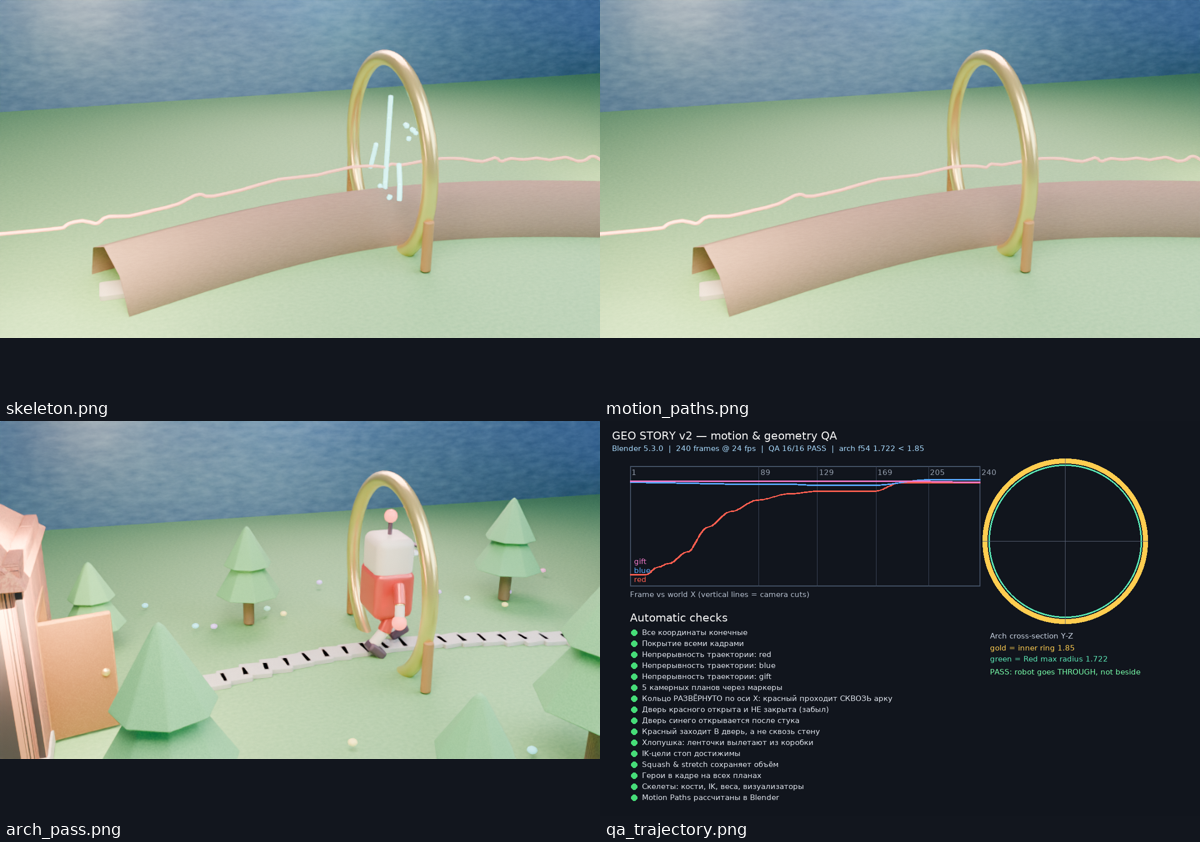 skeleton.png
motion_paths.png
GEO STORY v2 — motion & geometry QA
Blender 5.3.0 | 240 frames @ 24 fps | QA 16/16 PASS | arch f54 1.722 < 1.85
1 89 129 169 205 240
gift
blue
red
Frame vs world X (vertical lines = camera cuts)
Automatic checks
Все координаты конечные
Покрытие всеми кадрами
Непрерывность траектории: red
Непрерывность траектории: blue
Непрерывность траектории: gift
5 камерных планов через маркеры
Кольцо РАЗВЁРНУТО по оси X: красный проходит СКВОЗЬ арку
Дверь красного открыта и НЕ закрыта (забыл)
Дверь синего открывается после стука
Красный заходит В дверь, а не сквозь стену
Хлопушка: ленточки вылетают из коробки
IK-цели стоп достижимы
Squash & stretch сохраняет объём
Герои в кадре на всех планах
Скелеты: кости, IK, веса, визуализаторы
Motion Paths рассчитаны в Blender
Arch cross-section Y-Z
gold = inner ring 1.85
green = Red max radius 1.722
PASS: robot goes THROUGH, not beside
arch_pass.png
qa_trajectory.png